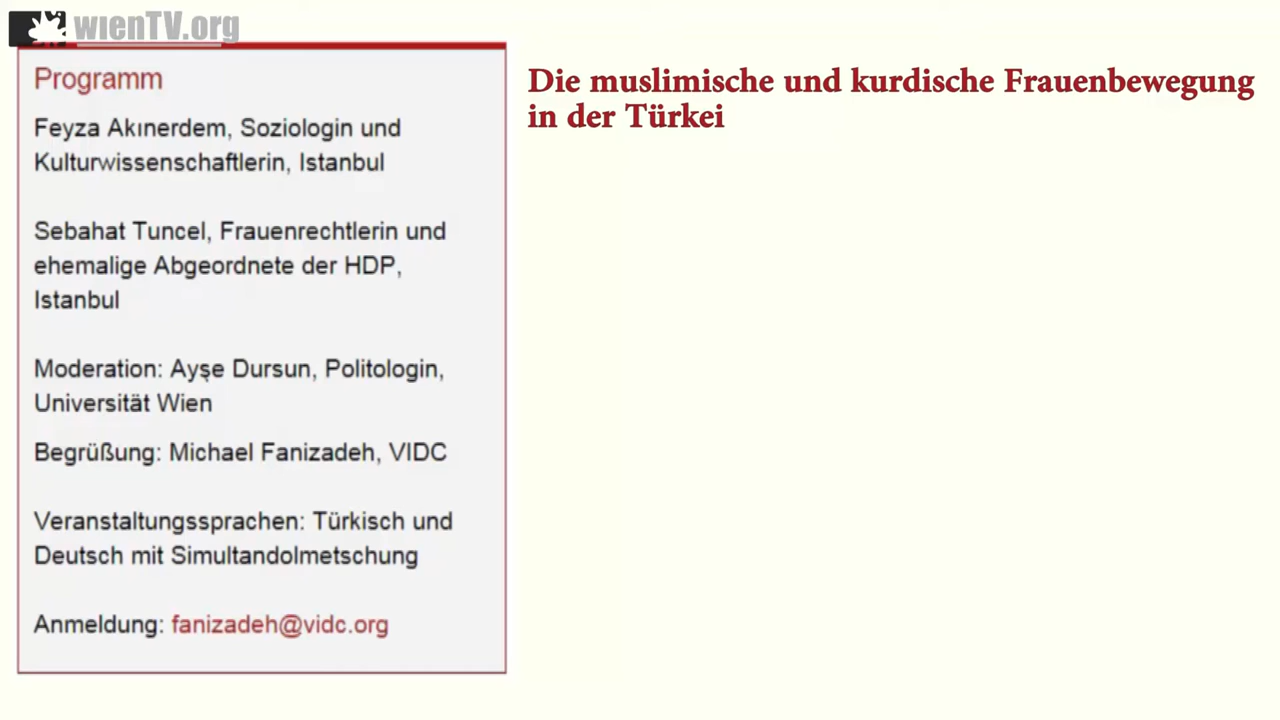 wienTV.org
Programm
Feyza Akınerdem, Soziologin und
Kulturwissenschaftlerin, Istanbul
Sebahat Tuncel, Frauenrechtlerin und
ehemalige Abgeordnete der HDP,
Istanbul
Moderation: Ayşe Dursun, Politologin,
Universität Wien
Begrüßung: Michael Fanizadeh, VIDC
Veranstaltungssprachen: Türkisch und
Deutsch mit Simultandolmetschung
Anmeldung: fanizadeh@vidc.org
Die muslimische und kurdische Frauenbewegung
in der Türkei